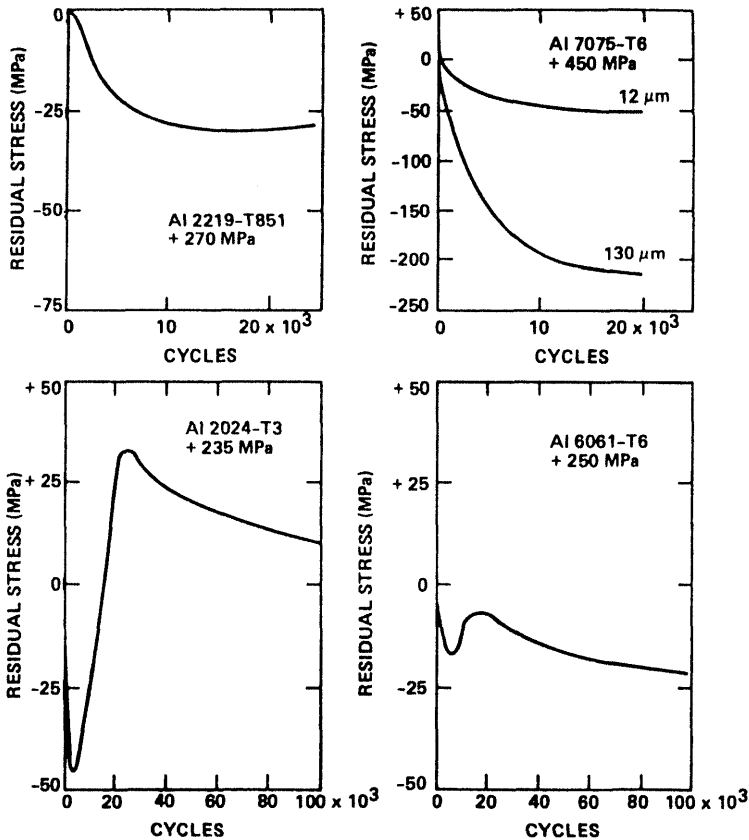 RESIDUAL STRESS (MPa)
0
-25
-50
-75
Al 2219-T851
+ 270 MPa
0 10 20 x 10³
CYCLES
RESIDUAL STRESS (MPa)
+ 50
0
-50
-100
-150
-200
-250
Al 7075-T6
+ 450 MPa
12 μm
130 μm
0 10 20 x 10³
CYCLES
RESIDUAL STRESS (MPa)
+ 50
+ 25
0
-25
-50
Al 2024-T3
+ 235 MPa
0 20 40 60 80 100 x 10³
CYCLES
RESIDUAL STRESS (MPa)
+ 50
+ 25
0
-25
-50
Al 6061-T6
+ 250 MPa
0 20 40 60 80 100 x 10³
CYCLES